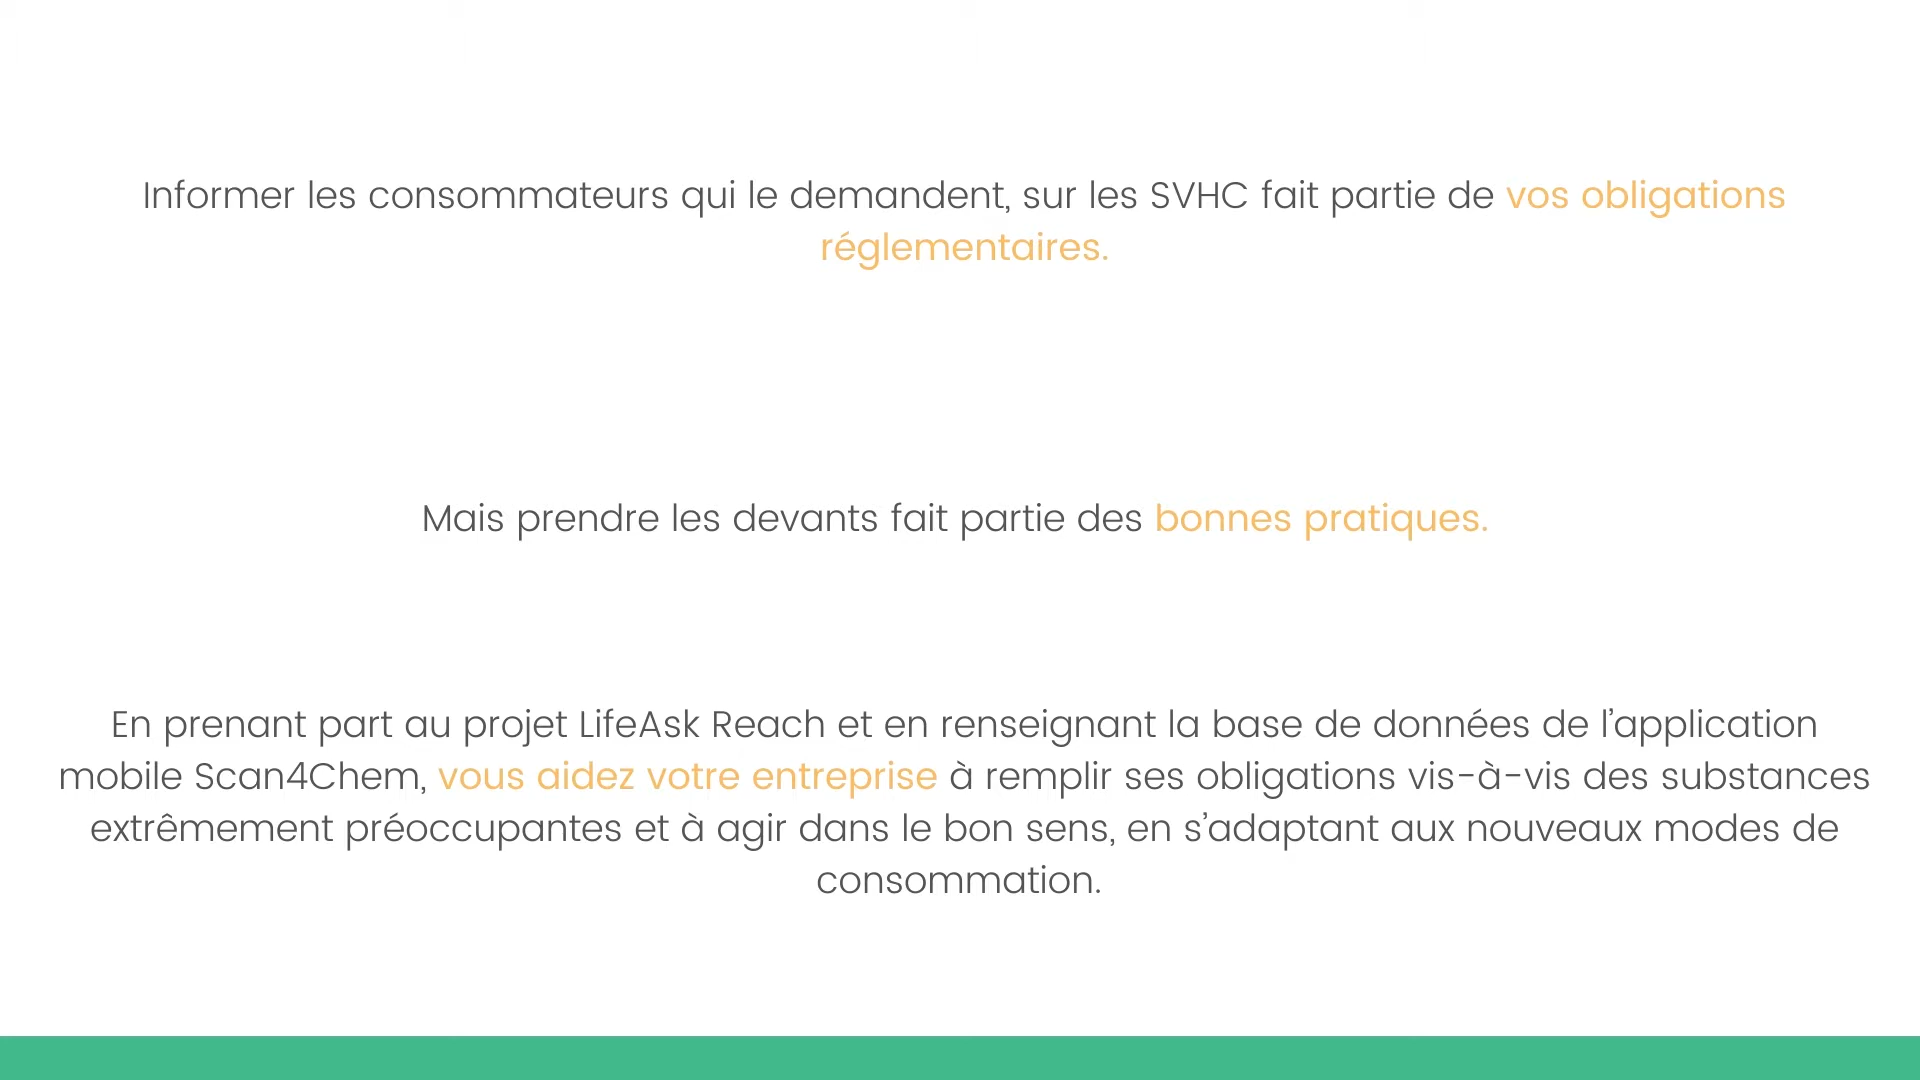 Informer les consommateurs qui le demandent, sur les SVHC fait partie de vos obligations
réglementaires.
Mais prendre les devants fait partie des bonnes pratiques.
En prenant part au projet LifeAsk Reach et en renseignant la base de données de l’application
mobile Scan4Chem, vous aidez votre entreprise à remplir ses obligations vis-à-vis des substances
extrêmement préoccupantes et à agir dans le bon sens, en s’adaptant aux nouveaux modes de
consommation.